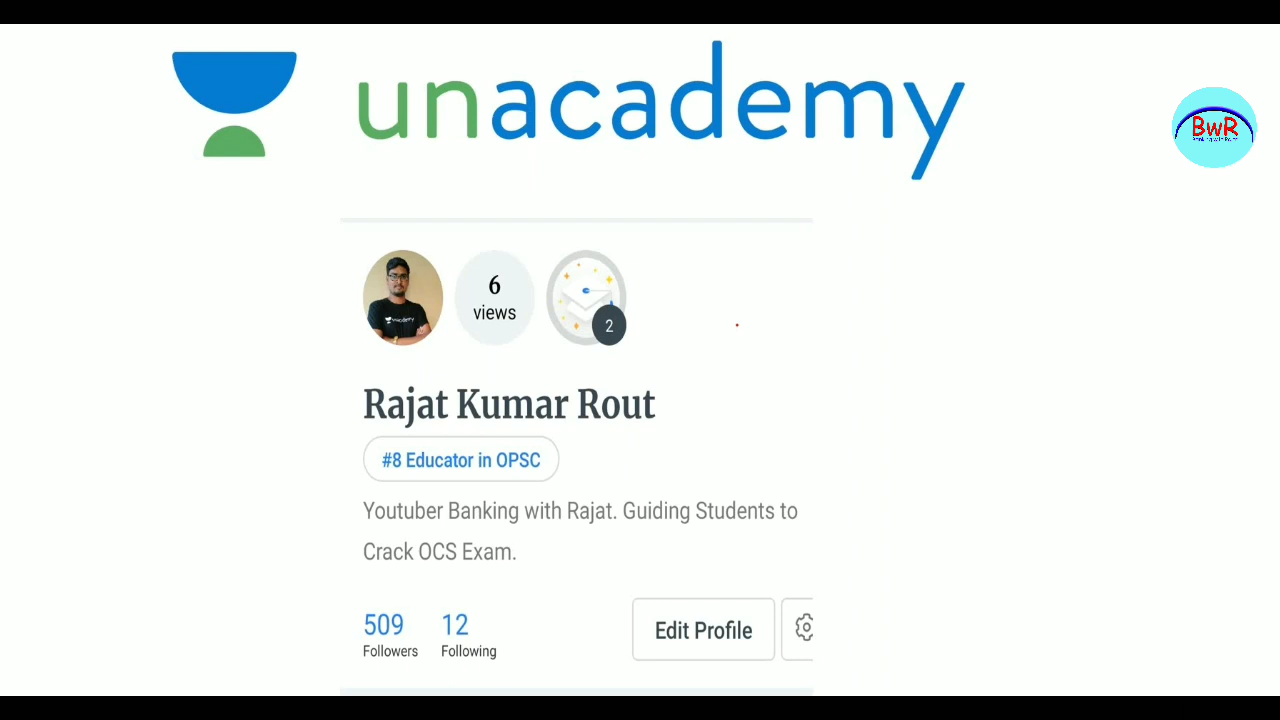 unacademy
BwR
6
views
unacademy
2
Rajat Kumar Rout
#8 Educator in OPSC
Youtuber Banking with Rajat. Guiding Students to
Crack OCS Exam.
509 12
Followers Following
Edit Profile